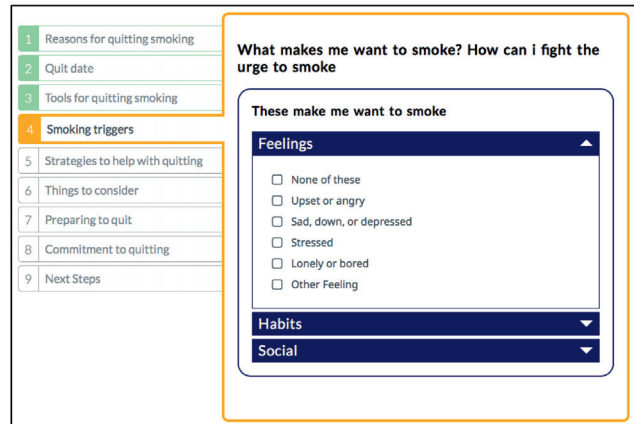 1 Reasons for quitting smoking
2 Quit date
3 Tools for quitting smoking
4 Smoking triggers
5 Strategies to help with quitting
6 Things to consider
7 Preparing to quit
8 Commitment to quitting
9 Next Steps
What makes me want to smoke? How can i fight the
urge to smoke
These make me want to smoke
Feelings
None of these
Upset or angry
Sad, down, or depressed
Stressed
Lonely or bored
Other Feeling
Habits
Social